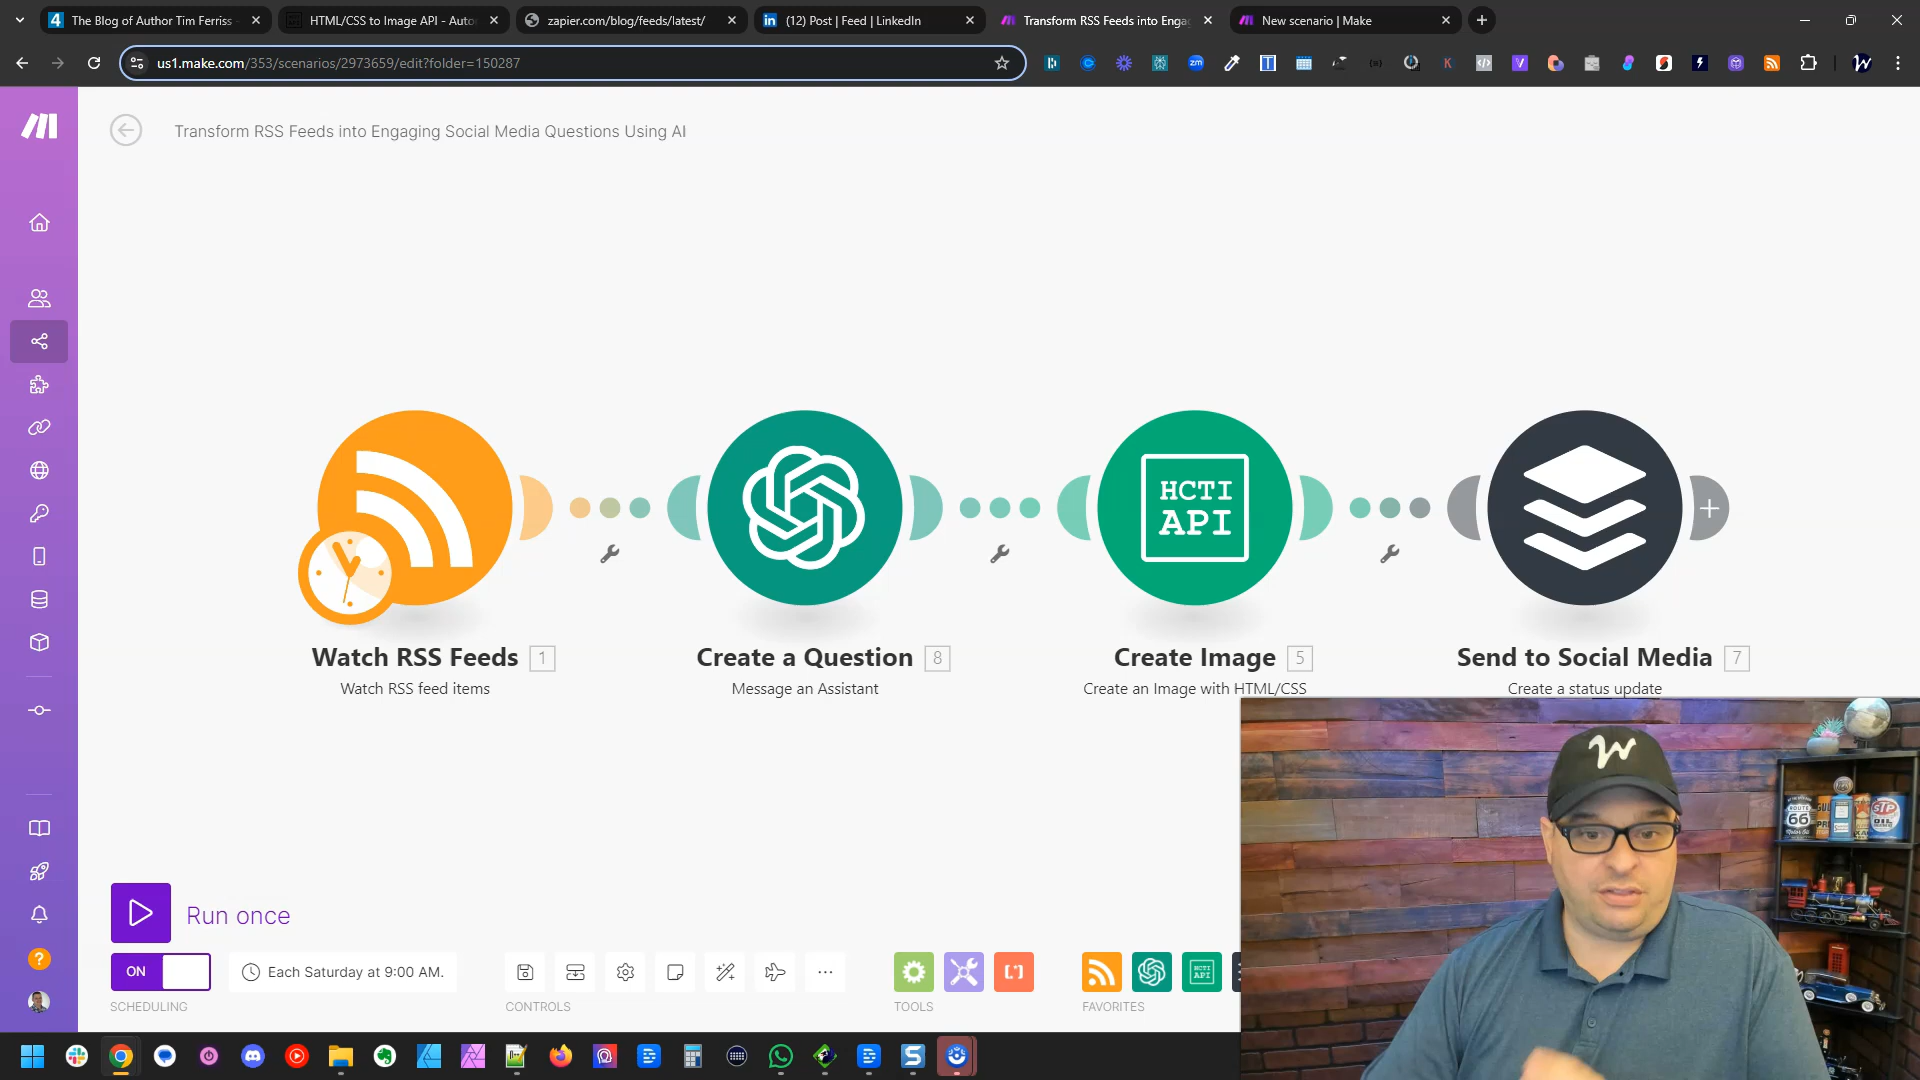 The Blog of Author Tim Ferriss
HTML/CSS to Image API - Auto
zapier.com/blog/feeds/latest/
(12) Post | Feed | LinkedIn
Transform RSS Feeds into Enga
New scenario | Make
us1.make.com/353/scenarios/2973659/edit?folder=150287
Transform RSS Feeds into Engaging Social Media Questions Using AI
HCTI
API
Watch RSS Feeds 1
Watch RSS feed items
Create a Question 8
Message an Assistant
Create Image 5
Create an Image with HTML/CSS
Send to Social Media 7
Create a status update
Run once
ON
Each Saturday at 9:00 AM.
SCHEDULING
CONTROLS
TOOLS
FAVORITES
ROUTE
66
STP
OIL